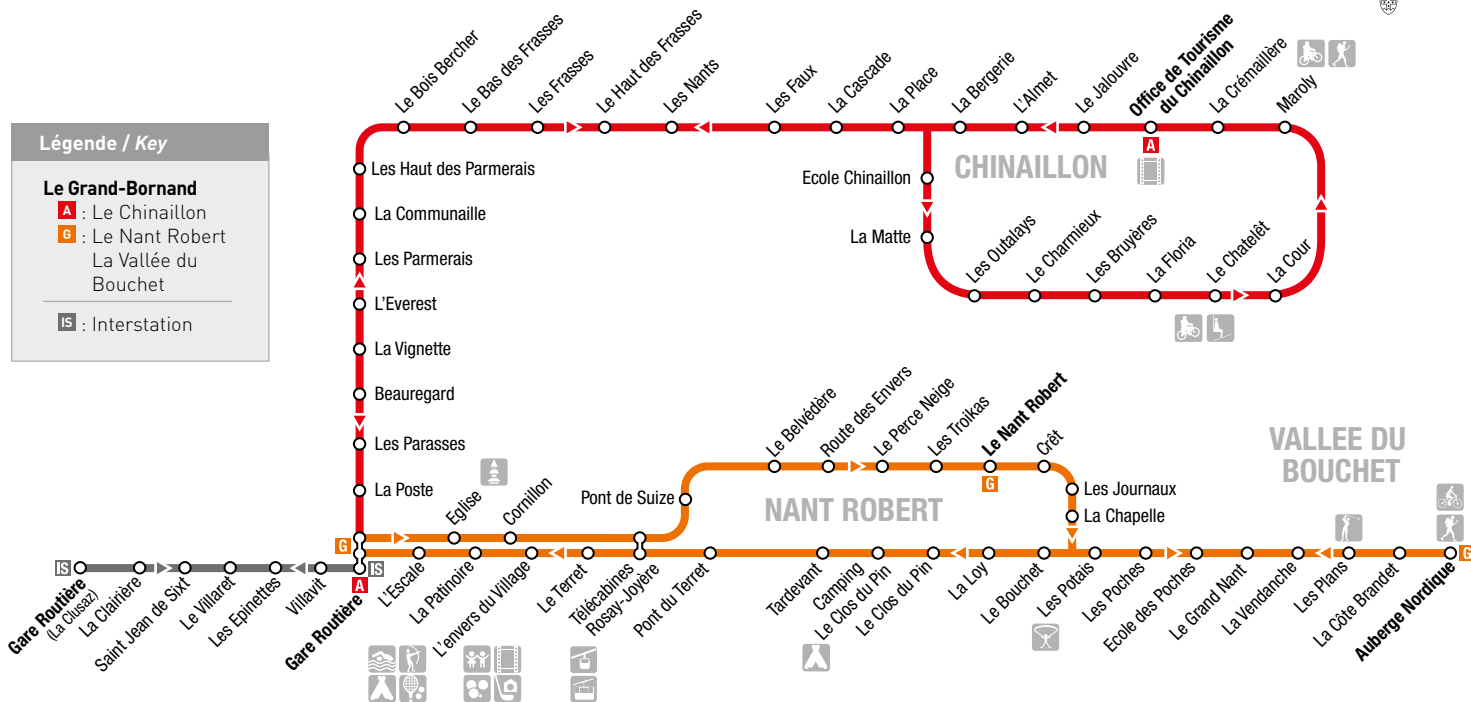 Légende / Key
Le Grand-Bornand
A : Le Chinaillon
G : Le Nant Robert
La Vallée du
Bouchet
IS : Interstation
Le Bois Bercher
Le Bas des Frasses
Les Frasses
Le Haut des Frasses
Les Nants
Les Faux
La Cascade
La Place
La Bergerie
L'Almet
Le Jalouvre
Office de Tourisme
du Chinaillon
La Crémaillère
Maroly
A
CHINAILLON
Ecole Chinaillon
La Matte
Les Outalays
Le Charmieux
Les Bruyères
La Floria
Le Chatelêt
La Cour
Les Haut des Parmerais
La Communaille
Les Parmerais
L'Everest
La Vignette
Beauregard
Les Parasses
La Poste
Eglise
Cornillon
Pont de Suize
Le Belvédère
Route des Envers
Le Perce Neige
Les Troikas
Le Nant Robert
Crêt
G
Les Journaux
La Chapelle
NANT ROBERT
VALLEE DU
BOUCHET
G
IS
IS
A
G
Gare Routière
(La Clusaz)
La Clairière
Saint Jean de Sixt
Le Villaret
Les Epinettes
Villavit
Gare Routière
L'Escale
La Patinoire
L'envers du Village
Le Terret
Télécabines
Rosay-Joyère
Pont du Terret
Tardevant
Camping
Le Clos du Pin
Le Clos du Pin
La Loy
Le Bouchet
Les Potais
Les Poches
Ecole des Poches
Le Grand Nant
La Vendanche
Les Plans
La Côte Brandet
Auberge Nordique